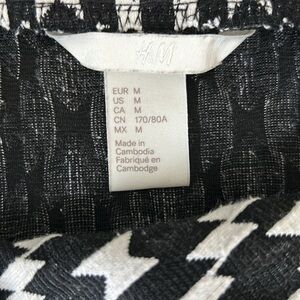 H&M
EUR M
US M
CA M
CN 170/80A
MX M
Made in
Cambodia
Fabriqué en
Cambodge